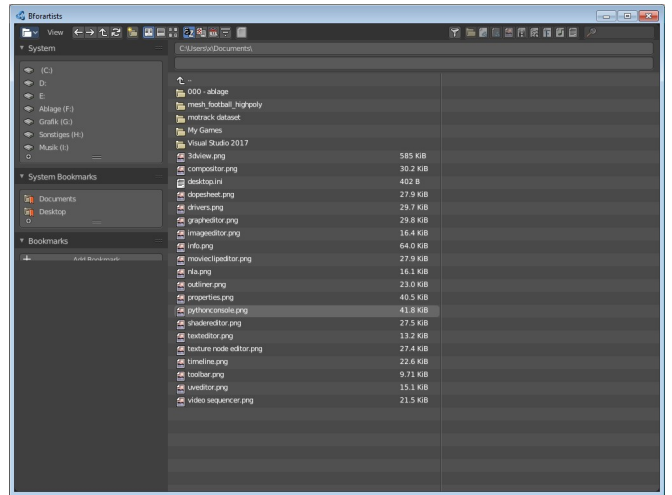 Bforartists
View
System
C:\Users\x\Documents\
(C:)
D:
E:
Ablage (F:)
Grafik (G:)
Sonstiges (H:)
Musik (I:)
System Bookmarks
Documents
Desktop
Bookmarks
Add Bookmark
..
000 - ablage
mesh_football_highpoly
motrack dataset
My Games
Visual Studio 2017
3dview.png 585 KiB
compositor.png 30.2 KiB
desktop.ini 402 B
dopesheet.png 27.9 KiB
drivers.png 29.7 KiB
grapheditor.png 29.8 KiB
imageeditor.png 16.4 KiB
info.png 64.0 KiB
movieclipeditor.png 27.9 KiB
nla.png 16.1 KiB
outliner.png 23.0 KiB
properties.png 40.5 KiB
pythonconsole.png 41.8 KiB
shadereditor.png 27.5 KiB
texteditor.png 13.2 KiB
texture node editor.png 27.4 KiB
timeline.png 22.6 KiB
toolbar.png 9.71 KiB
uveditor.png 15.1 KiB
video sequencer.png 21.5 KiB